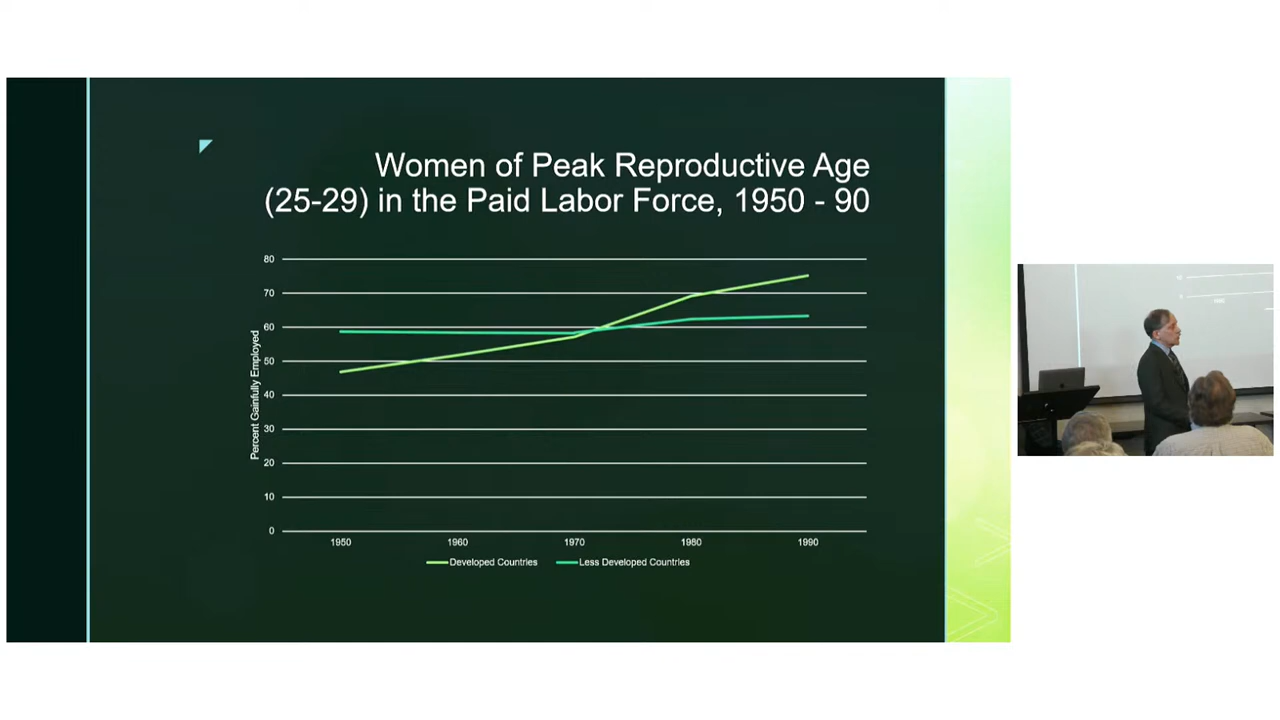 Women of Peak Reproductive Age
(25-29) in the Paid Labor Force, 1950 - 90
Percent Gainfully Employed
80
70
60
50
40
30
20
10
0
1950 1960 1970 1980 1990
Developed Countries Less Developed Countries